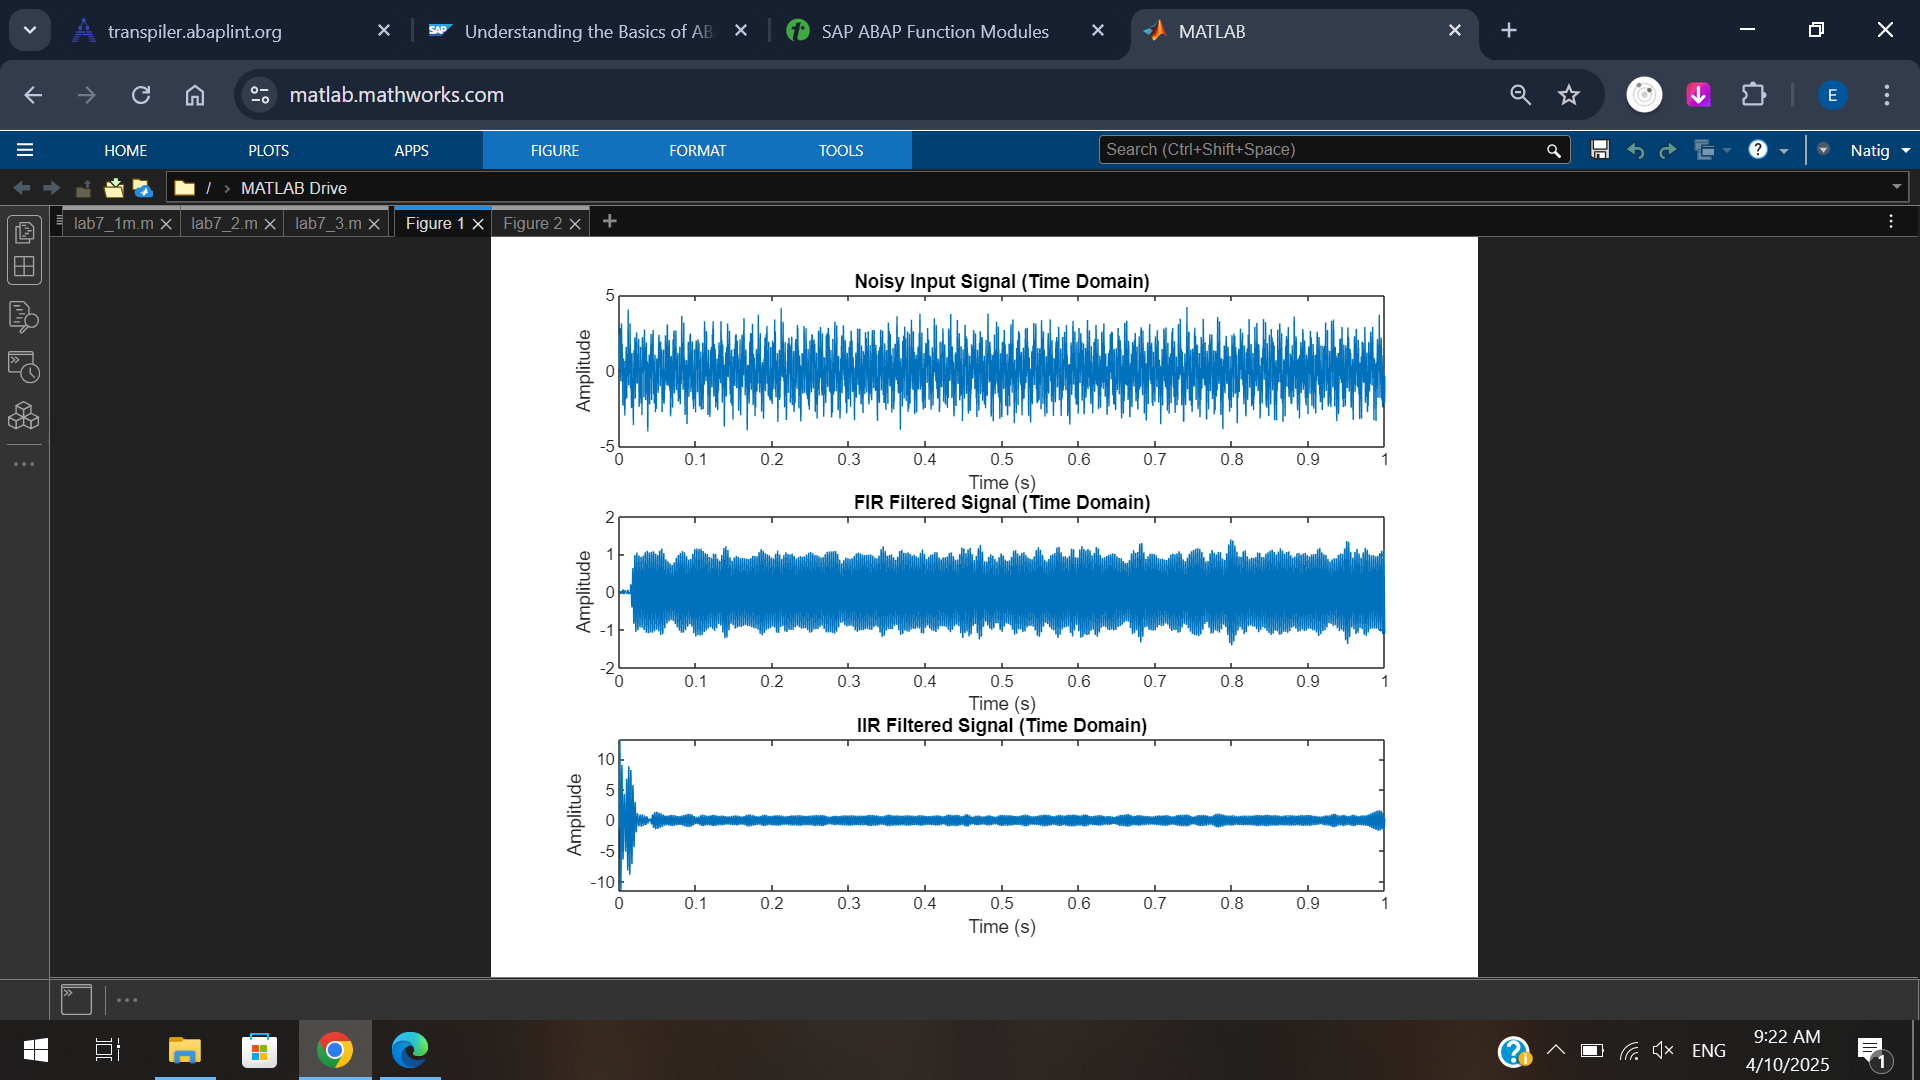 transpiler.abaplint.org
SAP Understanding the Basics of AB
SAP ABAP Function Modules
MATLAB
matlab.mathworks.com
E
HOME PLOTS APPS FIGURE FORMAT TOOLS
Search (Ctrl+Shift+Space)
Natig
/ › MATLAB Drive
lab7_1m.m
lab7_2.m
lab7_3.m
Figure 1
Figure 2
Noisy Input Signal (Time Domain)
5
0
-5
Amplitude
0 0.1 0.2 0.3 0.4 0.5 0.6 0.7 0.8 0.9 1
Time (s)
FIR Filtered Signal (Time Domain)
2
1
0
-1
-2
Amplitude
0 0.1 0.2 0.3 0.4 0.5 0.6 0.7 0.8 0.9 1
Time (s)
IIR Filtered Signal (Time Domain)
10
5
0
-5
-10
Amplitude
0 0.1 0.2 0.3 0.4 0.5 0.6 0.7 0.8 0.9 1
Time (s)
ENG
9:22 AM
4/10/2025
1